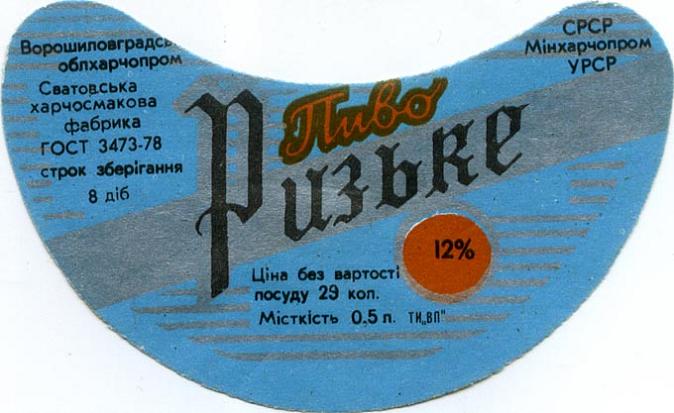 Ворошиловградськ
облхарчопром
Сватовська
харчосмакова
фабрика
ГОСТ 3473-78
строк зберігання
8 діб
СРСР
Мінхарчопром
УРСР
Пиво
Ризьке
12%
Ціна без вартості
посуду 29 коп.
Місткість 0.5 л. ТИ„ВП"